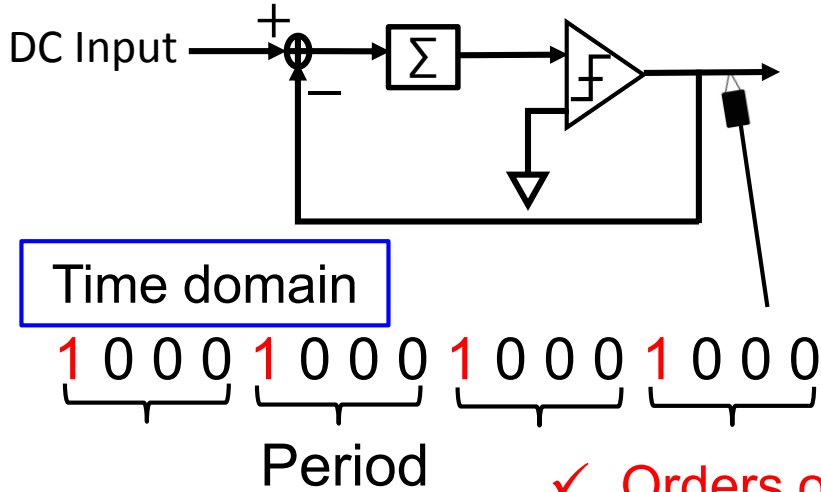 +
DC Input
Σ
−
Time domain
1 0 0 0 1 0 0 0 1 0 0 0 1 0 0 0
Period
✓ Orders